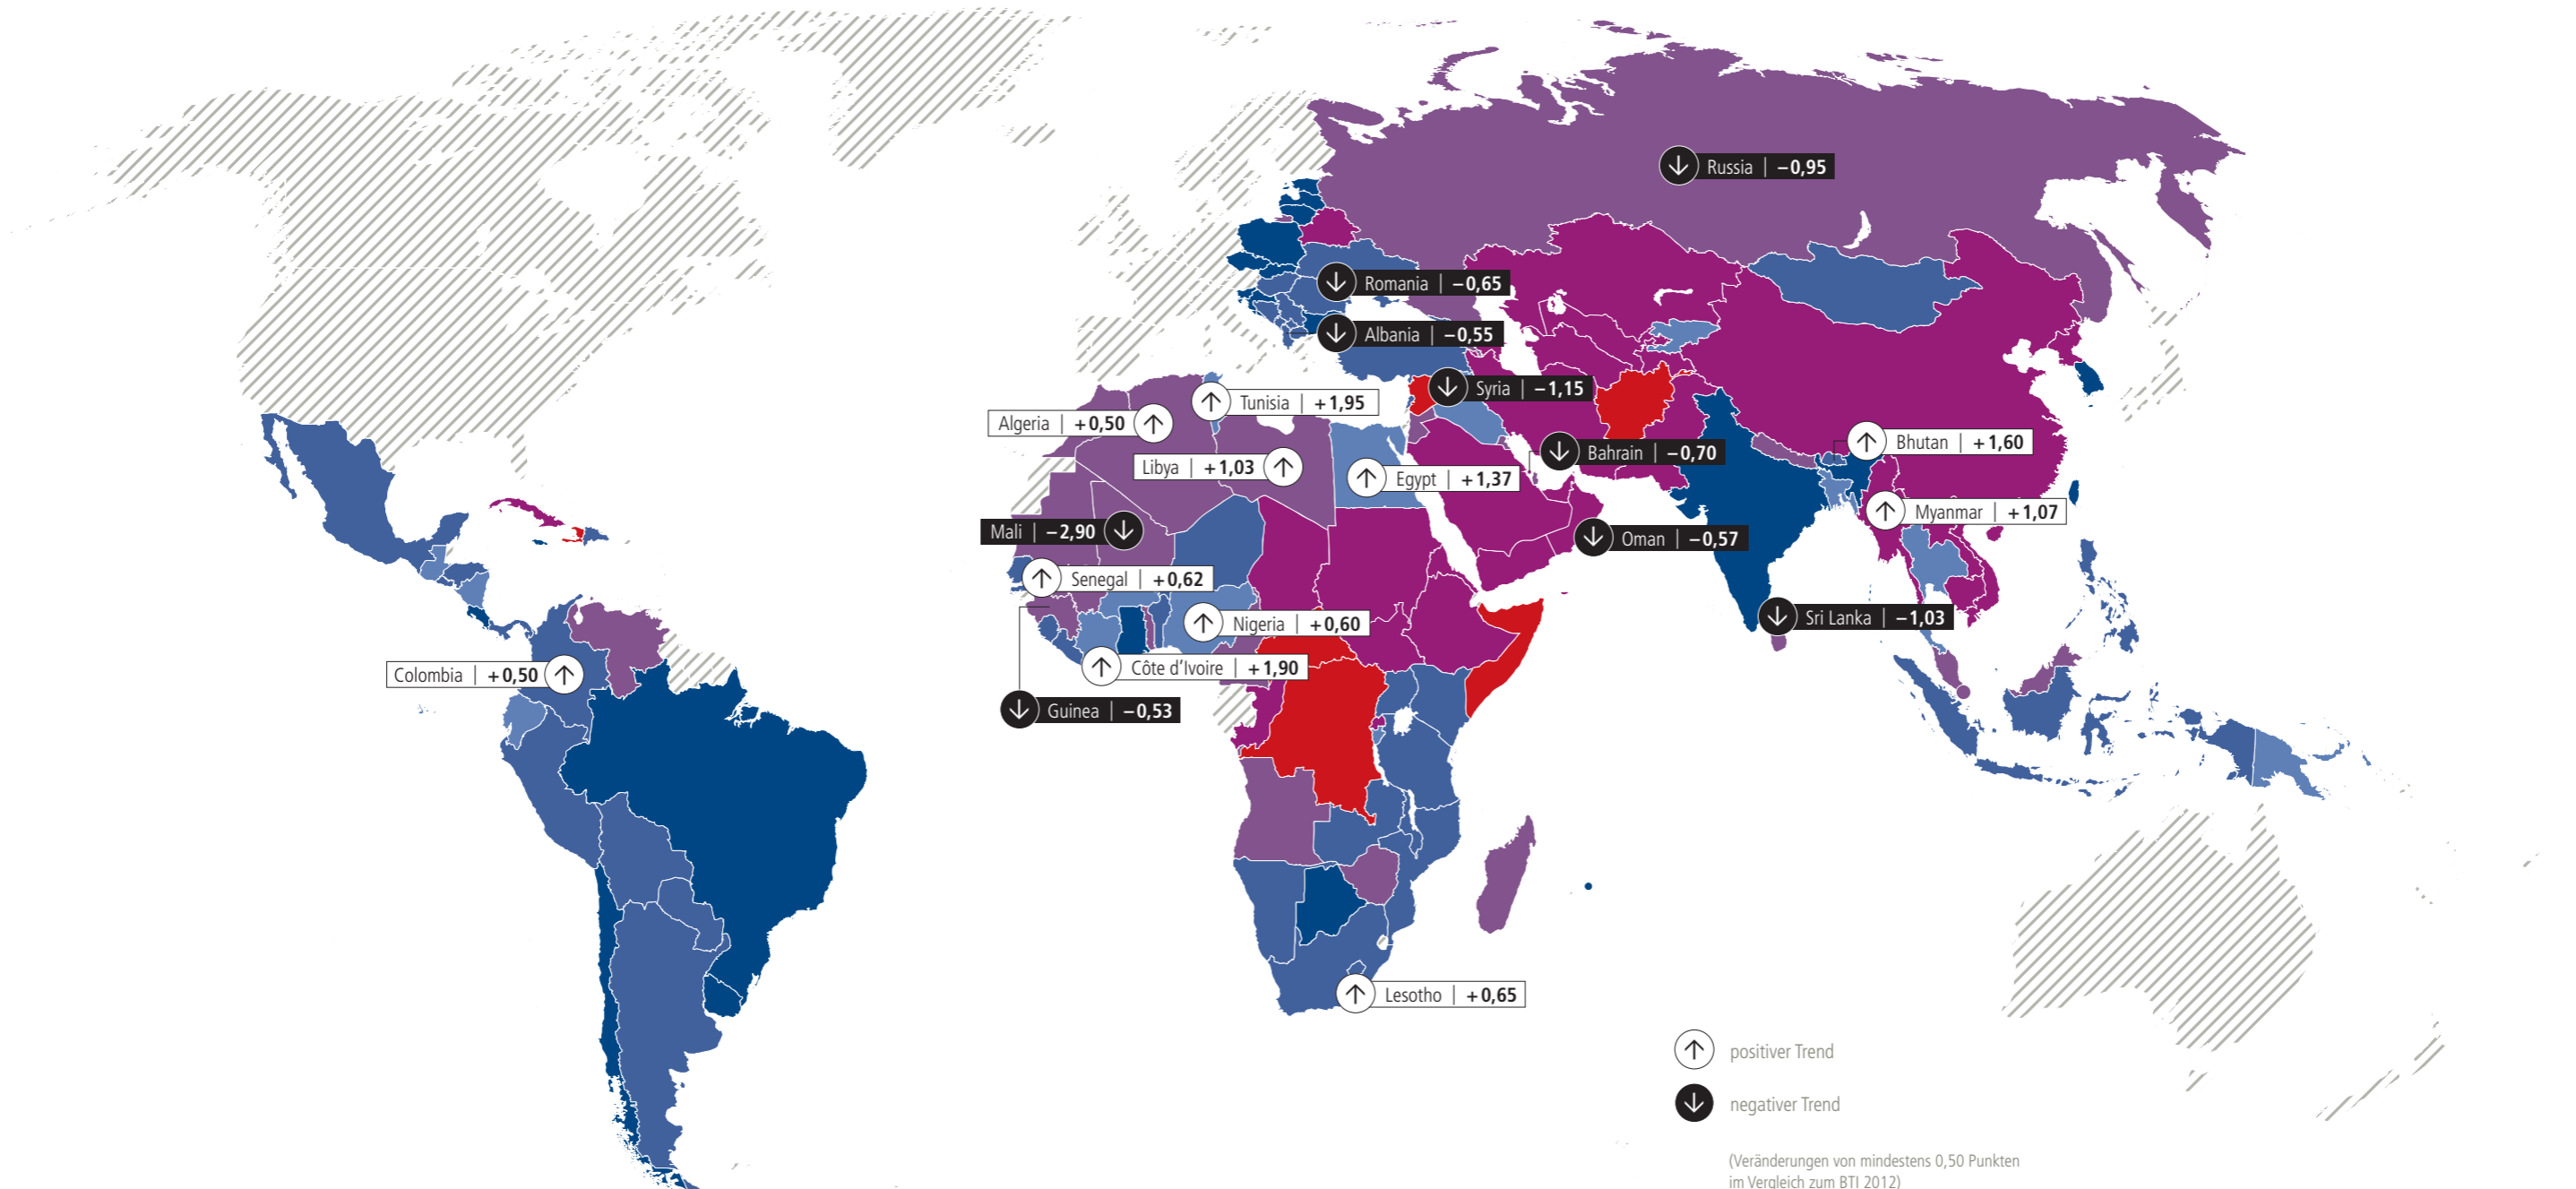 Russia | −0,95
Romania | −0,65
Albania | −0,55
Syria | −1,15
Tunisia | +1,95
Algeria | +0,50
Bhutan | +1,60
Bahrain | −0,70
Libya | +1,03
Egypt | +1,37
Myanmar | +1,07
Mali | −2,90
Oman | −0,57
Senegal | +0,62
Sri Lanka | −1,03
Nigeria | +0,60
Côte d’Ivoire | +1,90
Colombia | +0,50
Guinea | −0,53
Lesotho | +0,65
positiver Trend
negativer Trend
(Veränderungen von mindestens 0,50 Punkten
im Vergleich zum BTI 2012)